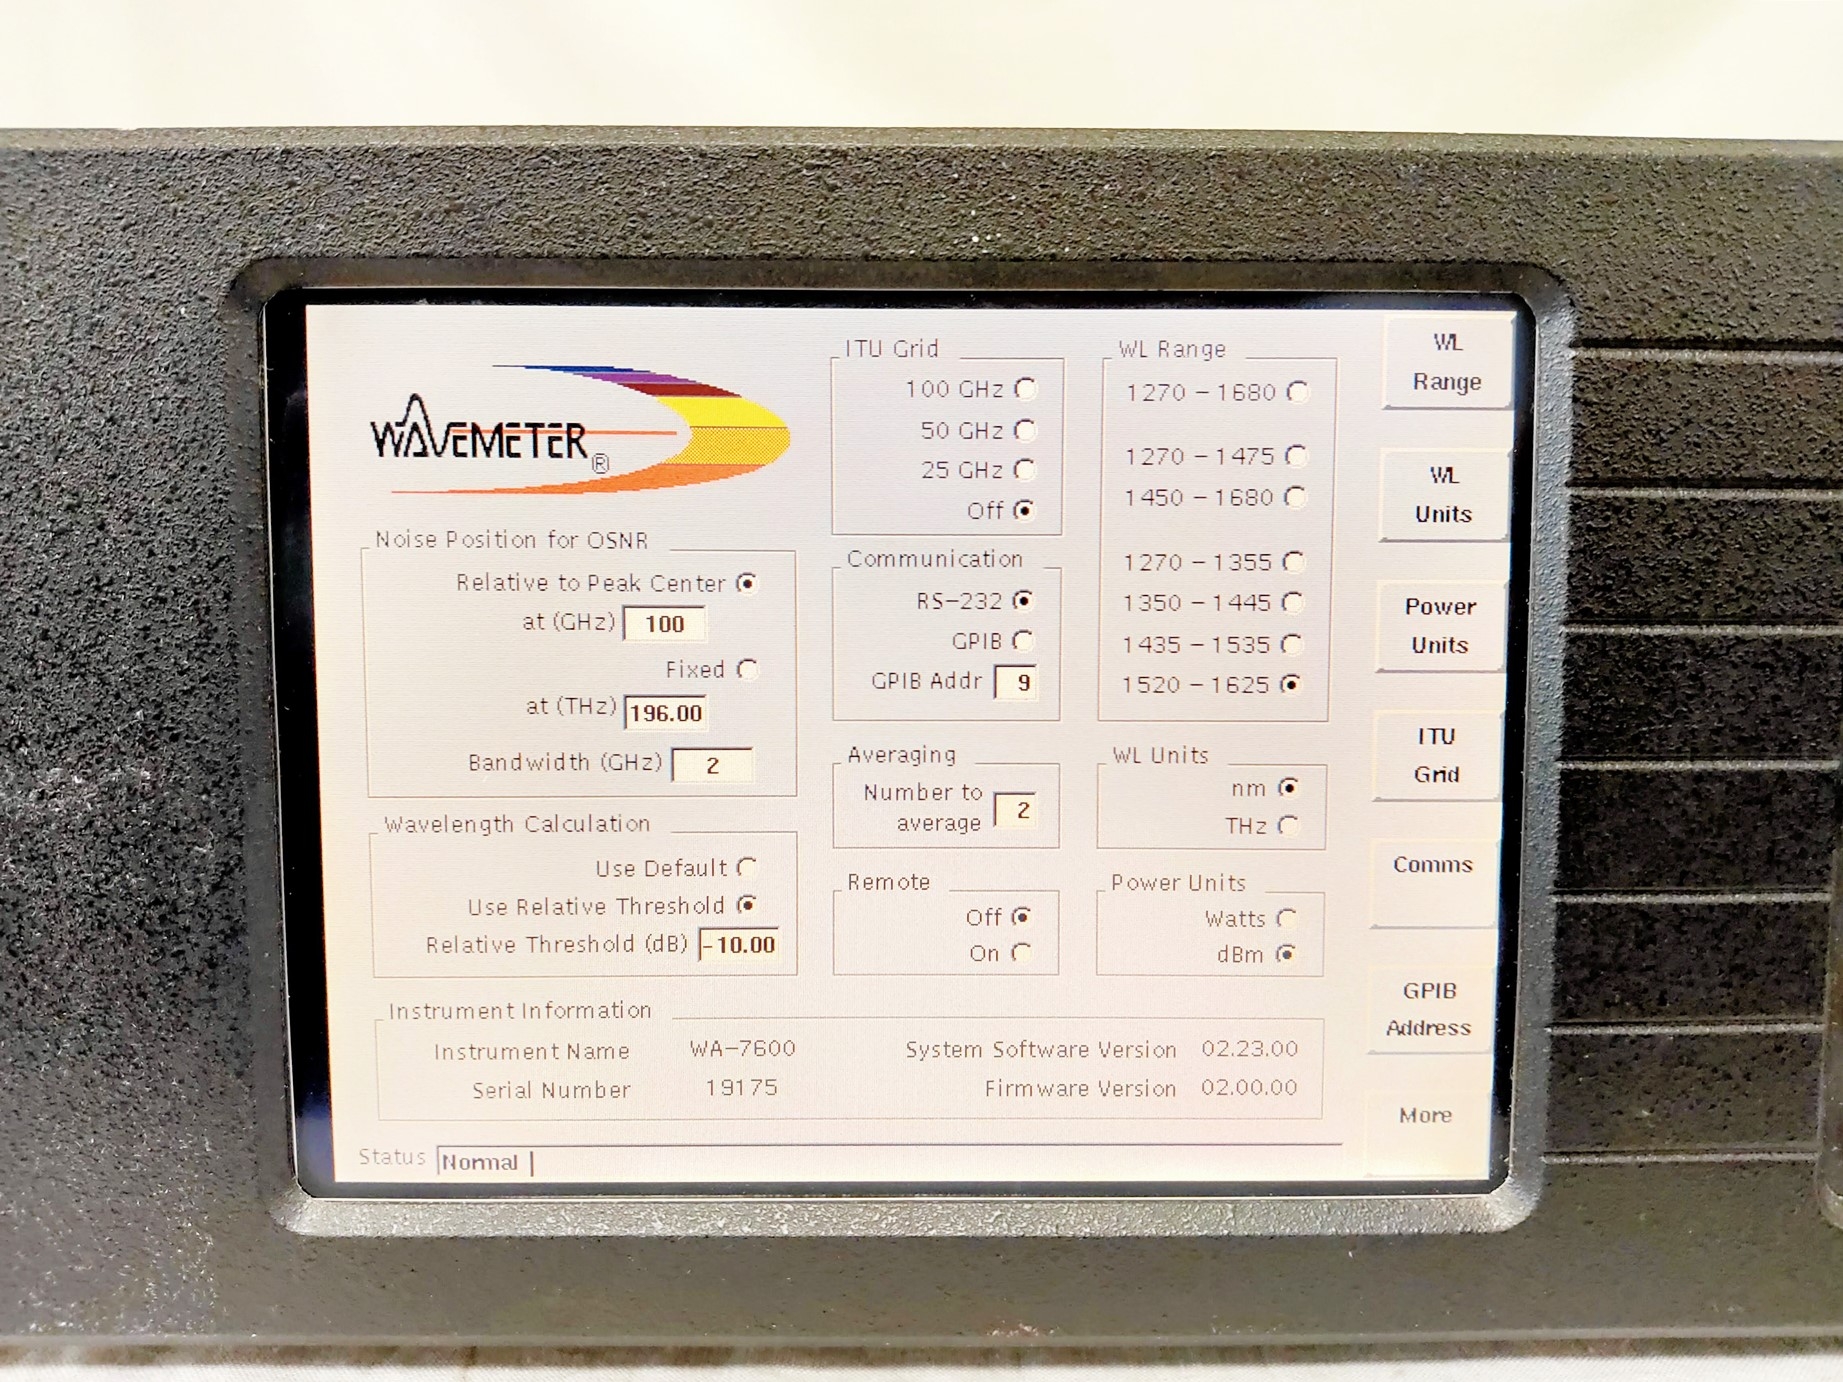 WAVEMETER®
Noise Position for OSNR
Relative to Peak Center
at (GHz) 100
Fixed
at (THz) 196.00
Bandwidth (GHz) 2
Wavelength Calculation
Use Default
Use Relative Threshold
Relative Threshold (dB) -10.00
ITU Grid
100 GHz
50 GHz
25 GHz
Off
Communication
RS-232
GPIB
GPIB Addr 9
Averaging
Number to
average 2
Remote
Off
On
WL Range
1270 - 1680
1270 - 1475
1450 - 1680
1270 - 1355
1350 - 1445
1435 - 1535
1520 - 1625
WL Units
nm
THz
Power Units
Watts
dBm
Instrument Information
Instrument Name WA-7600 System Software Version 02.23.00
Serial Number 19175 Firmware Version 02.00.00
Status Normal |
WL
Range
WL
Units
Power
Units
ITU
Grid
Comms
GPIB
Address
More